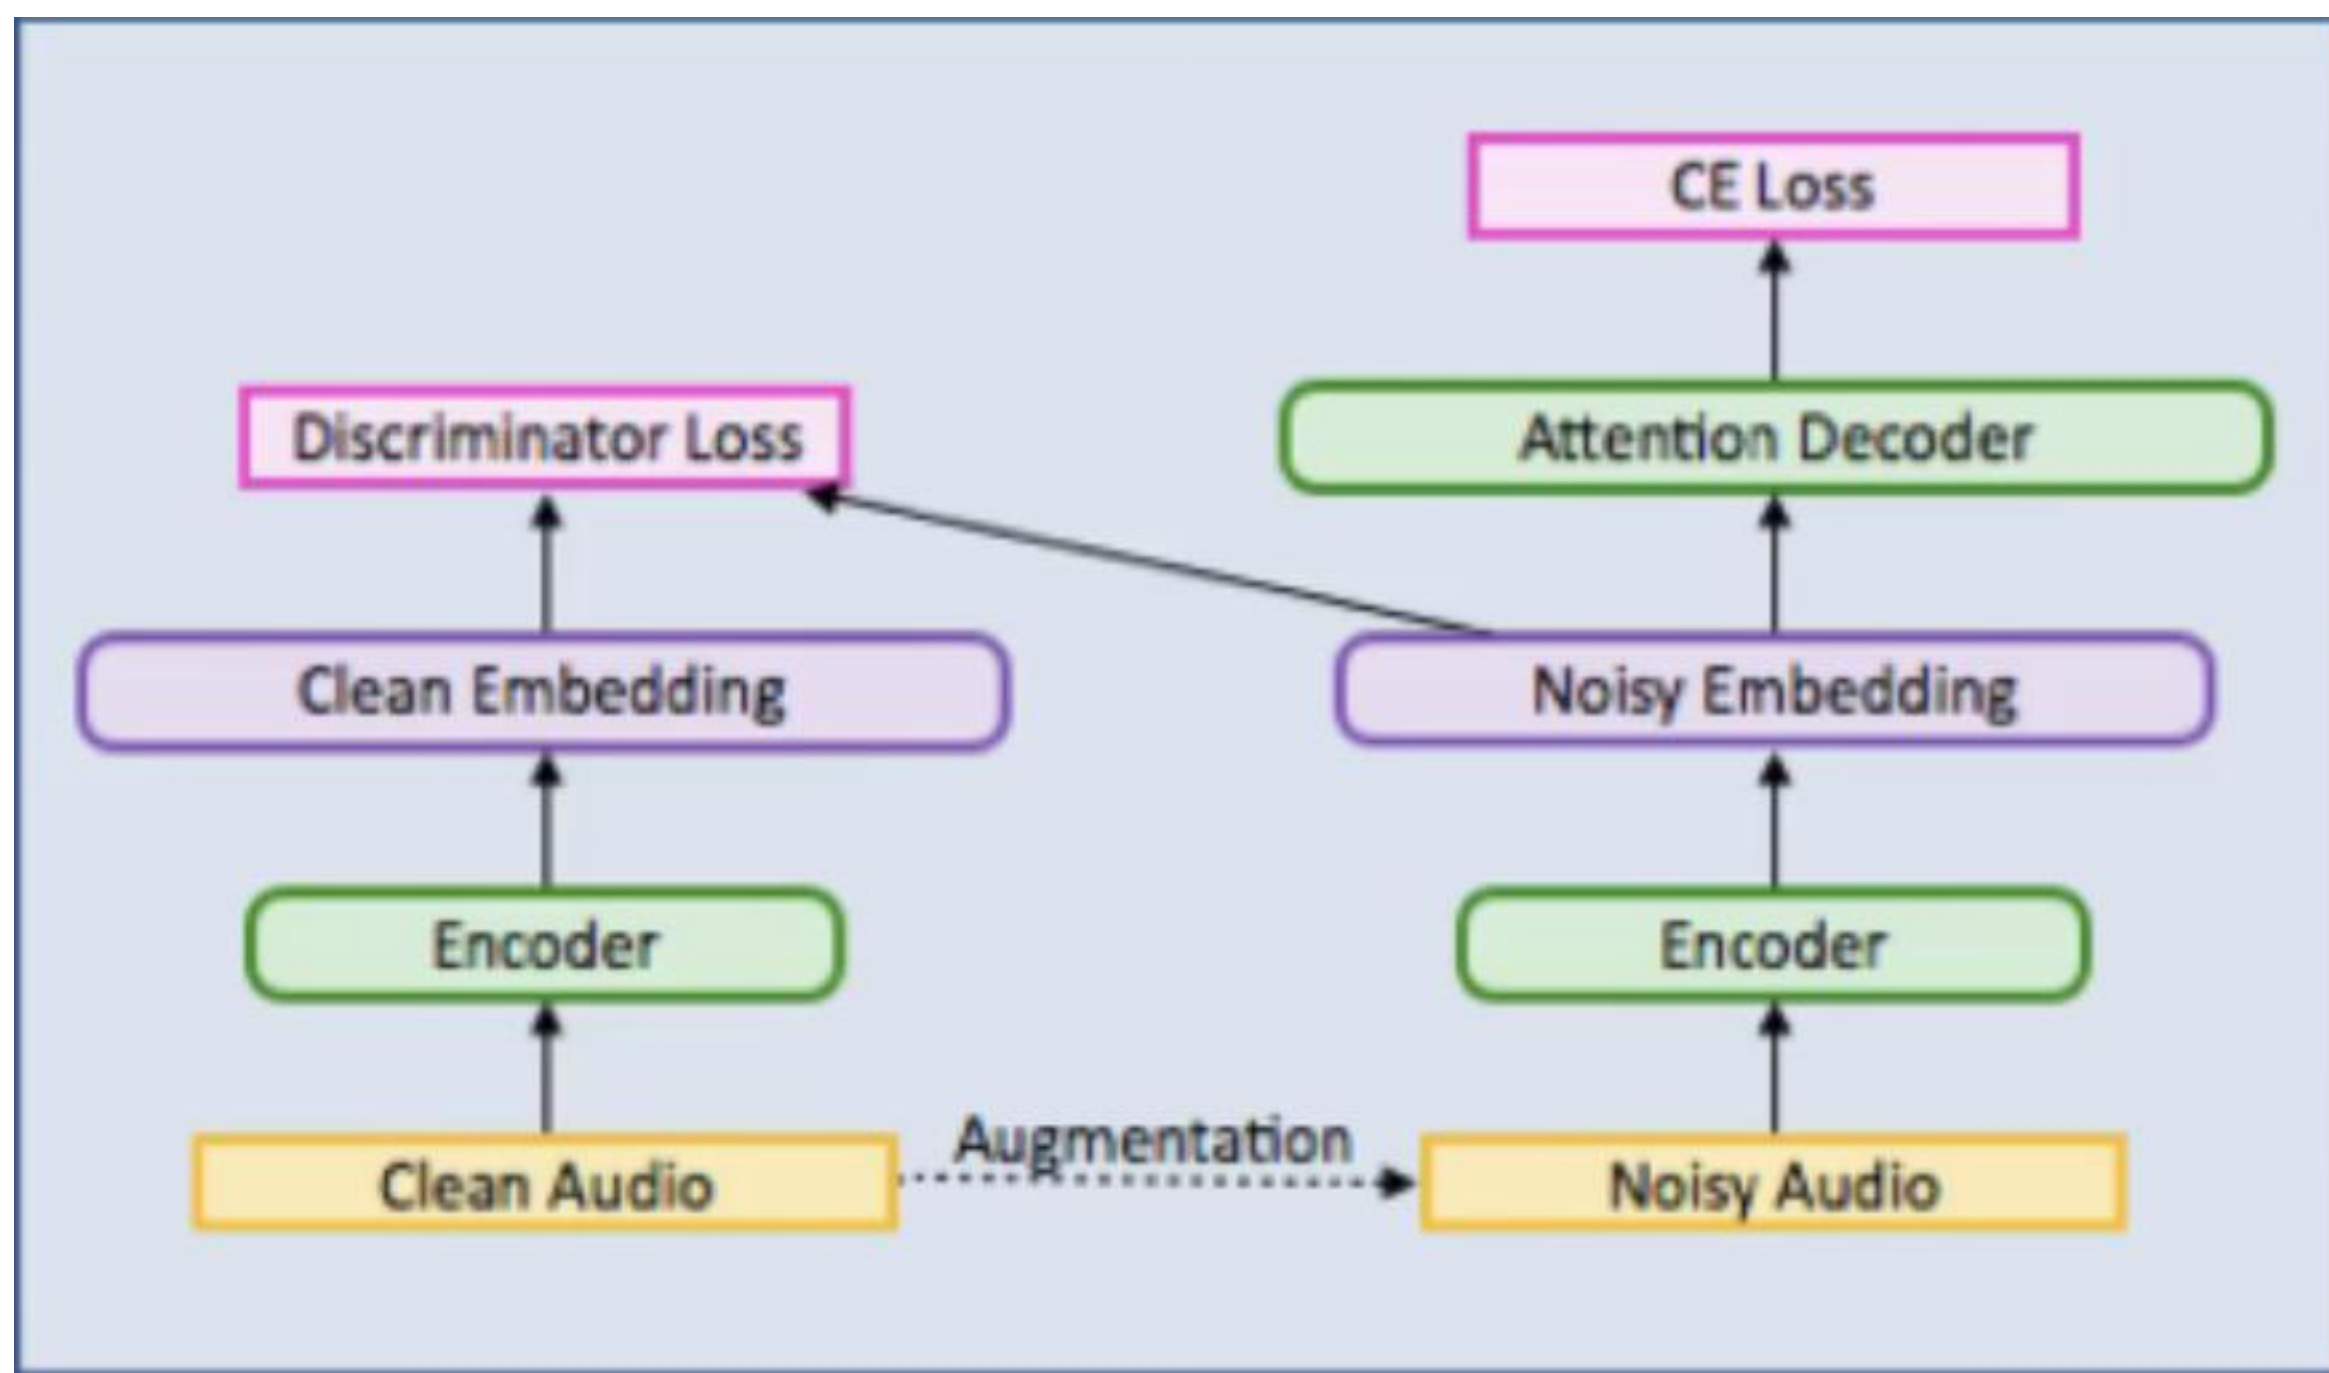 CE Loss
Discriminator Loss
Attention Decoder
Clean Embedding
Noisy Embedding
Encoder
Encoder
Augmentation
Clean Audio
Noisy Audio